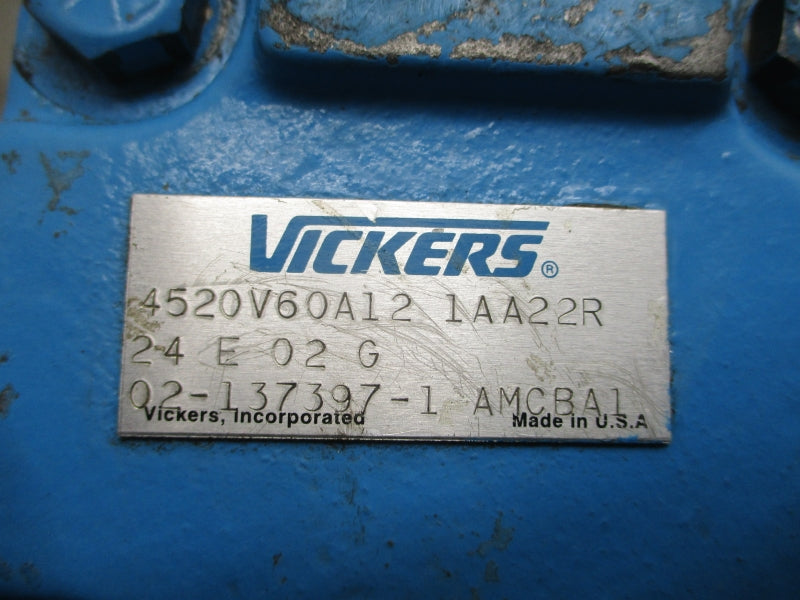 VICKERS®
4520V60A12 1AA22R
24 E 02 G
02-137397-1 AMCBA1
Vickers, Incorporated Made in U.S.A